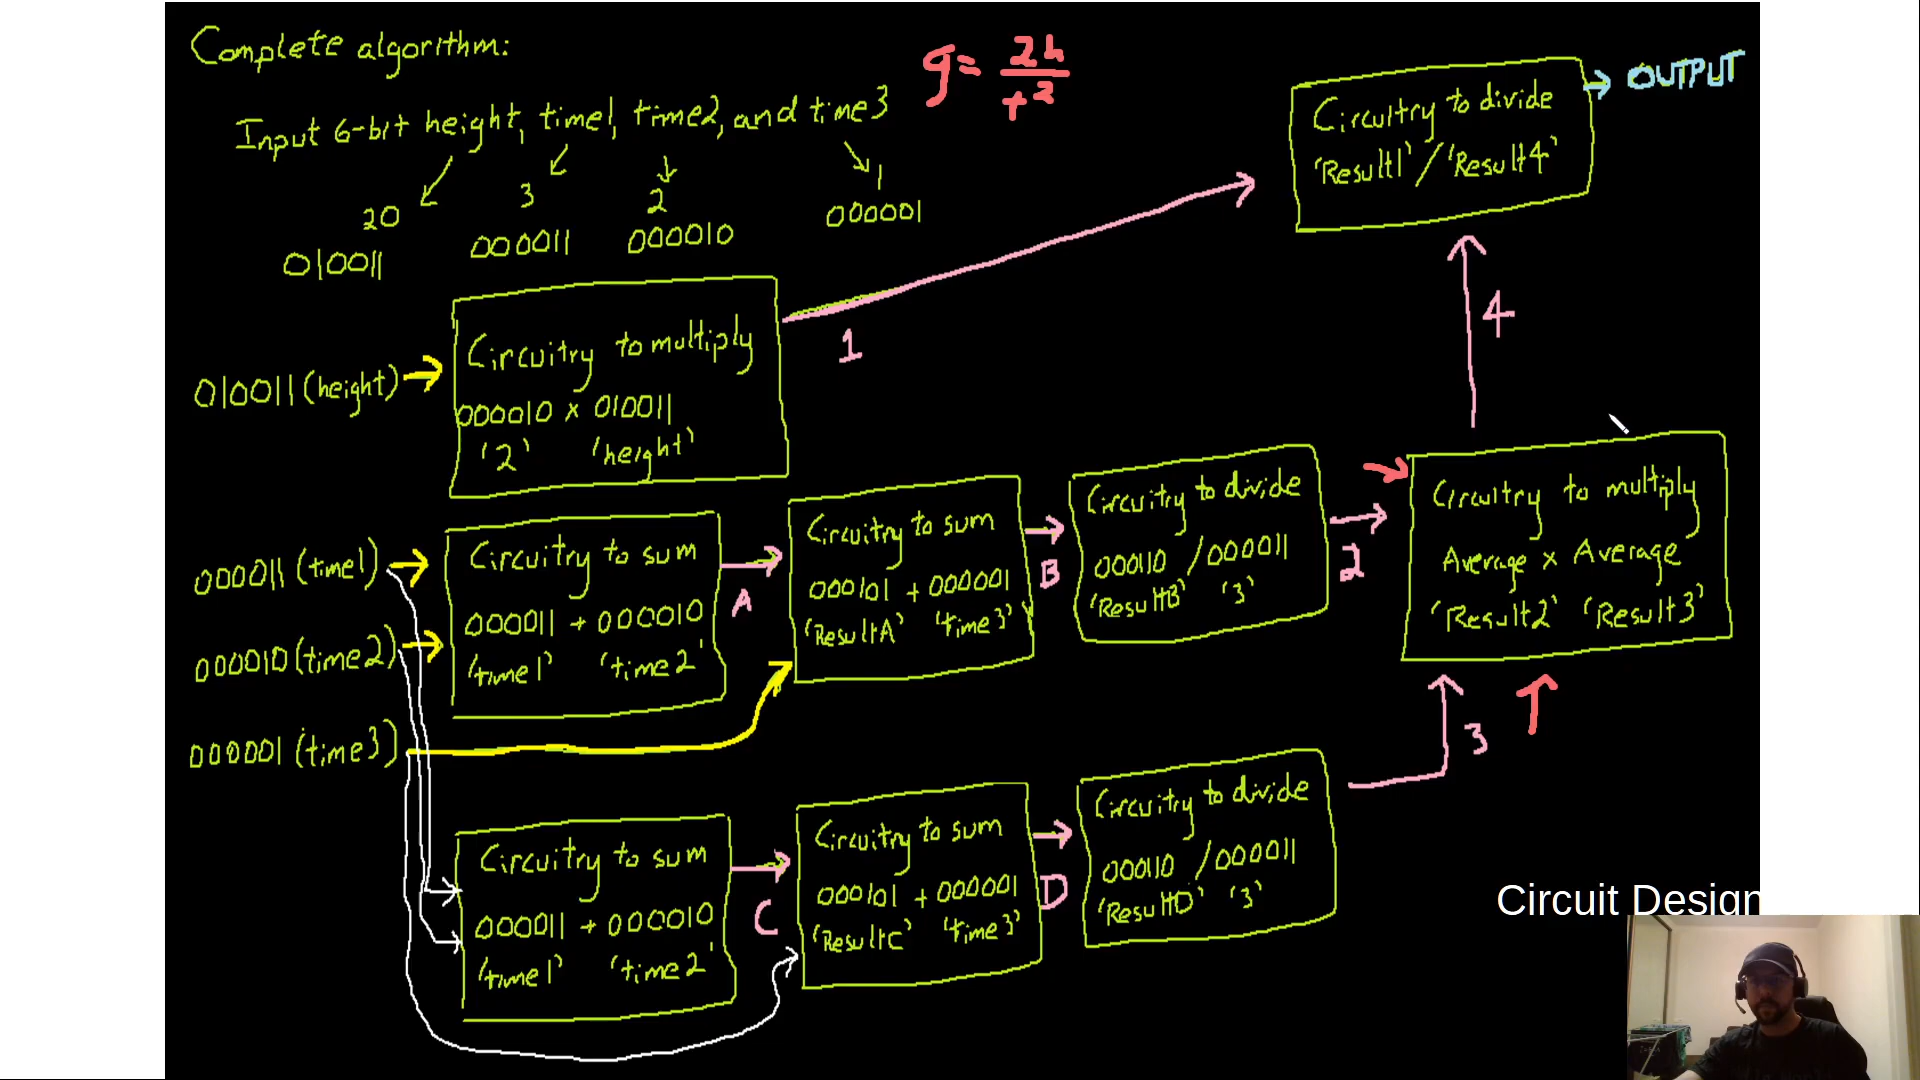 Complete algorithm:
g = 2h / t²
Input 6-bit height, time1, time2, and time3
20
3
2
1
010011
000011
000010
000001
Circuitry to divide
'Result1' / 'Result4'
OUTPUT
010011 (height)
Circuitry to multiply
000010 x 010011
'2' 'height'
1
4
000011 (time1)
000010 (time2)
000001 (time3)
Circuitry to sum
000011 + 000010
'time1' 'time2'
A
Circuitry to sum
000101 + 000001
'ResultA' 'time3'
B
Circuitry to divide
000110 / 000011
'ResultB' '3'
2
Circuitry to multiply
Average x Average
'Result2' 'Result3'
3
Circuitry to sum
000011 + 000010
'time1' 'time2'
C
Circuitry to sum
000101 + 000001
'ResultC' 'time3'
D
Circuitry to divide
000110 / 000011
'ResultD' '3'
Circuit Design